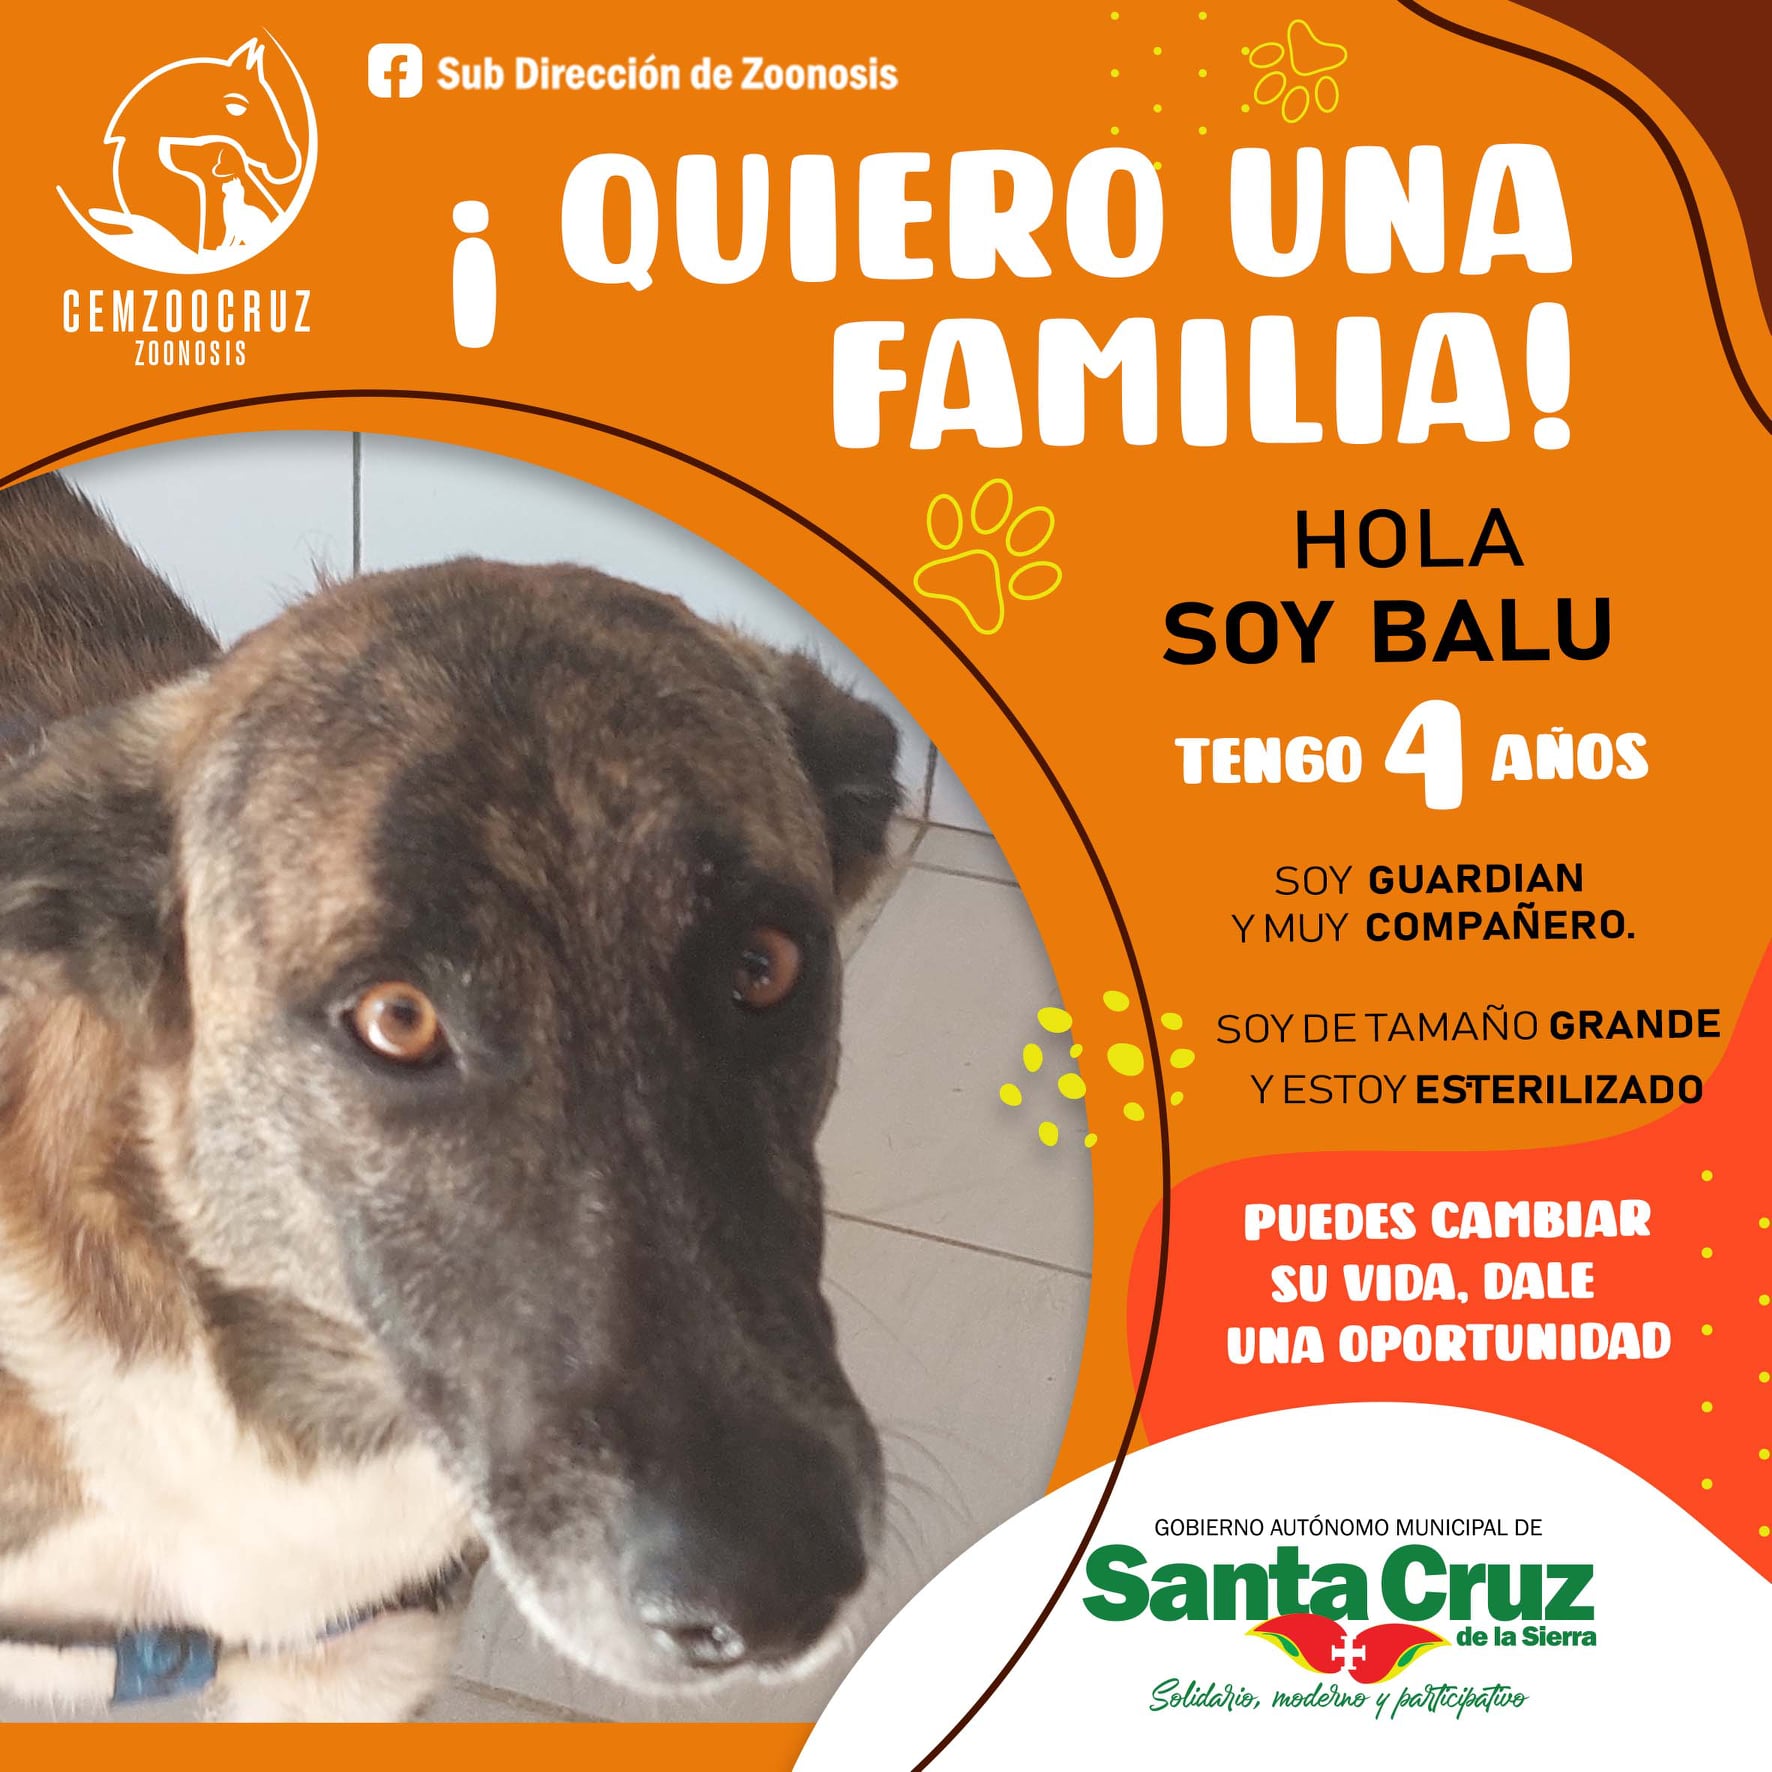 Sub Dirección de Zoonosis
CEMZOOCRUZ
ZOONOSIS
¡QUIERO UNA
FAMILIA!
HOLA
SOY BALU
TENGO 4 AÑOS
SOY GUARDIAN
Y MUY COMPAÑERO.
SOY DE TAMAÑO GRANDE
Y ESTOY ESTERILIZADO
PUEDES CAMBIAR
SU VIDA, DALE
UNA OPORTUNIDAD
GOBIERNO AUTÓNOMO MUNICIPAL DE
Santa Cruz
de la Sierra
Solidario, moderno y participativo